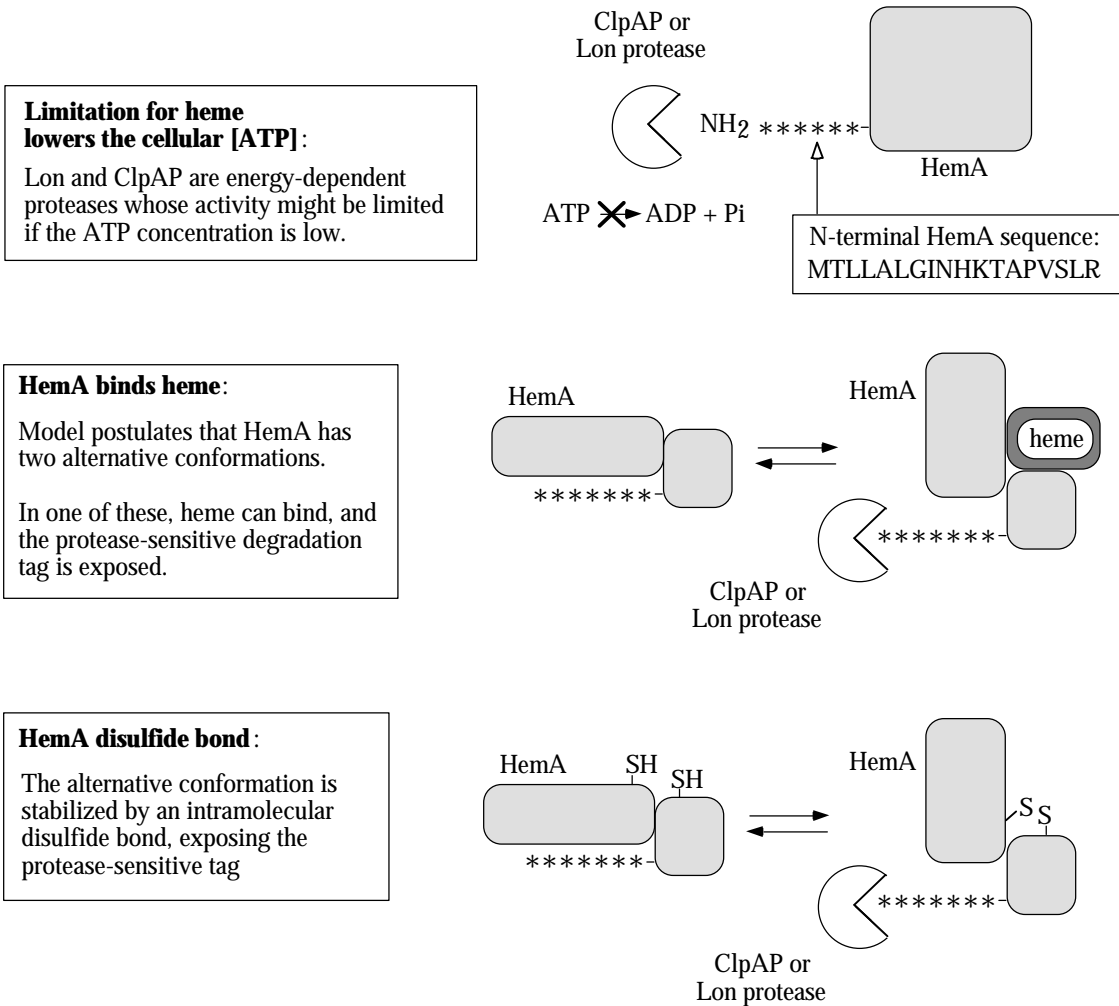 ClpAP or
Lon protease
Limitation for heme
lowers the cellular [ATP]:
Lon and ClpAP are energy-dependent
proteases whose activity might be limited
if the ATP concentration is low.
NH2 ******
HemA
ATP ADP + Pi
N-terminal HemA sequence:
MTLLALGINHKTAPVSLR
HemA binds heme:
Model postulates that HemA has
two alternative conformations.
In one of these, heme can bind, and
the protease-sensitive degradation
tag is exposed.
HemA
*******
HemA
heme
*******
ClpAP or
Lon protease
HemA disulfide bond:
The alternative conformation is
stabilized by an intramolecular
disulfide bond, exposing the
protease-sensitive tag
HemA SH
SH
*******
HemA
S
S
*******
ClpAP or
Lon protease